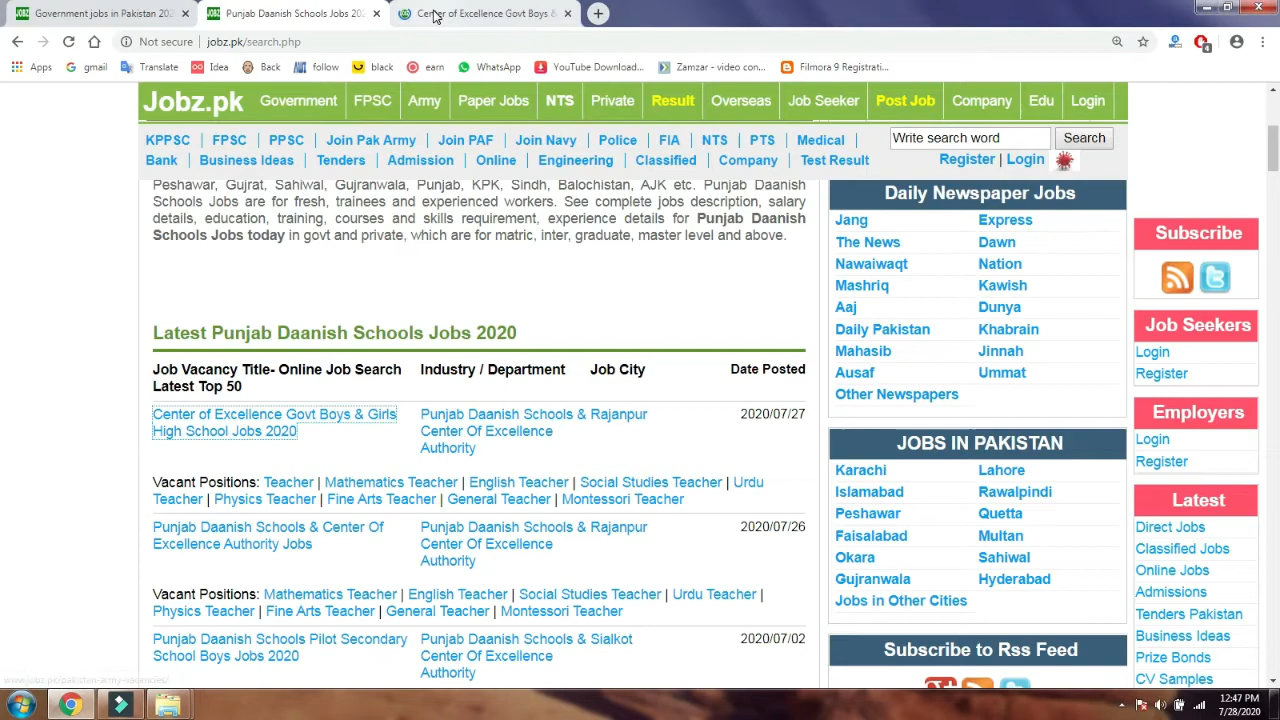 Government jobs in Pakistan 202
Punjab Daanish Schools Jobs 202
Center of Excellence Govt Boys &
Not secure | jobz.pk/search.php
4
Apps gmail Translate Idea Back follow black earn WhatsApp YouTube Download... Zamzar - video con... Filmora 9 Registrati...
Jobz.pk Government FPSC Army Paper Jobs NTS Private Result Overseas Job Seeker Post Job Company Edu Login
KPPSC | FPSC | PPSC | Join Pak Army | Join PAF | Join Navy | Police | FIA | NTS | PTS | Medical |
Write search word Search
Bank | Business Ideas | Tenders | Admission | Online | Engineering | Classified | Company | Test Result
Register | Login
Peshawar, Gujrat, Sahiwal, Gujranwala, Punjab, KPK, Sindh, Balochistan, AJK etc. Punjab Daanish
Schools Jobs are for fresh, trainees and experienced workers. See complete jobs description, salary
details, education, training, courses and skills requirement, experience details for Punjab Daanish
Schools Jobs today in govt and private, which are for matric, inter, graduate, master level and above.
Latest Punjab Daanish Schools Jobs 2020
Job Vacancy Title- Online Job Search Industry / Department Job City Date Posted
Latest Top 50
Center of Excellence Govt Boys & Girls Punjab Daanish Schools & Rajanpur 2020/07/27
High School Jobs 2020 Center Of Excellence
Authority
Vacant Positions: Teacher | Mathematics Teacher | English Teacher | Social Studies Teacher | Urdu
Teacher | Physics Teacher | Fine Arts Teacher | General Teacher | Montessori Teacher
Punjab Daanish Schools & Center Of Punjab Daanish Schools & Rajanpur 2020/07/26
Excellence Authority Jobs Center Of Excellence
Authority
Vacant Positions: Mathematics Teacher | English Teacher | Social Studies Teacher | Urdu Teacher |
Physics Teacher | Fine Arts Teacher | General Teacher | Montessori Teacher
Punjab Daanish Schools Pilot Secondary Punjab Daanish Schools & Sialkot 2020/07/02
School Boys Jobs 2020 Center Of Excellence
Authority
www.jobz.pk/pakistan-army-vacancies/
Daily Newspaper Jobs
Jang Express
The News Dawn
Nawaiwaqt Nation
Mashriq Kawish
Aaj Dunya
Daily Pakistan Khabrain
Mahasib Jinnah
Ausaf Ummat
Other Newspapers
JOBS IN PAKISTAN
Karachi Lahore
Islamabad Rawalpindi
Peshawar Quetta
Faisalabad Multan
Okara Sahiwal
Gujranwala Hyderabad
Jobs in Other Cities
Subscribe to Rss Feed
Subscribe
Job Seekers
Login
Register
Employers
Login
Register
Latest
Direct Jobs
Classified Jobs
Online Jobs
Admissions
Tenders Pakistan
Business Ideas
Prize Bonds
CV Samples
12:47 PM
7/28/2020